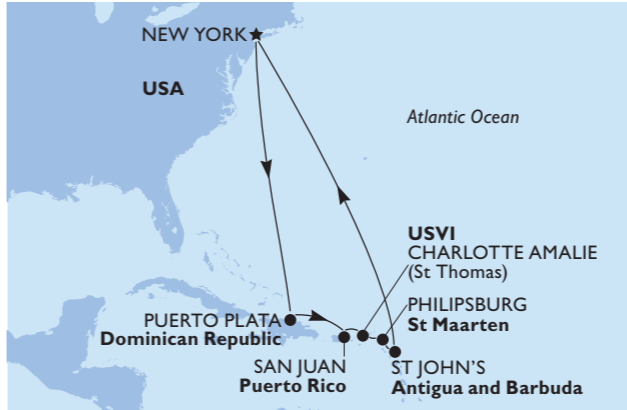 NEW YORK
USA
Atlantic Ocean
USVI
CHARLOTTE AMALIE
(St Thomas)
PHILIPSBURG
St Maarten
PUERTO PLATA
Dominican Republic
SAN JUAN
Puerto Rico
ST JOHN'S
Antigua and Barbuda